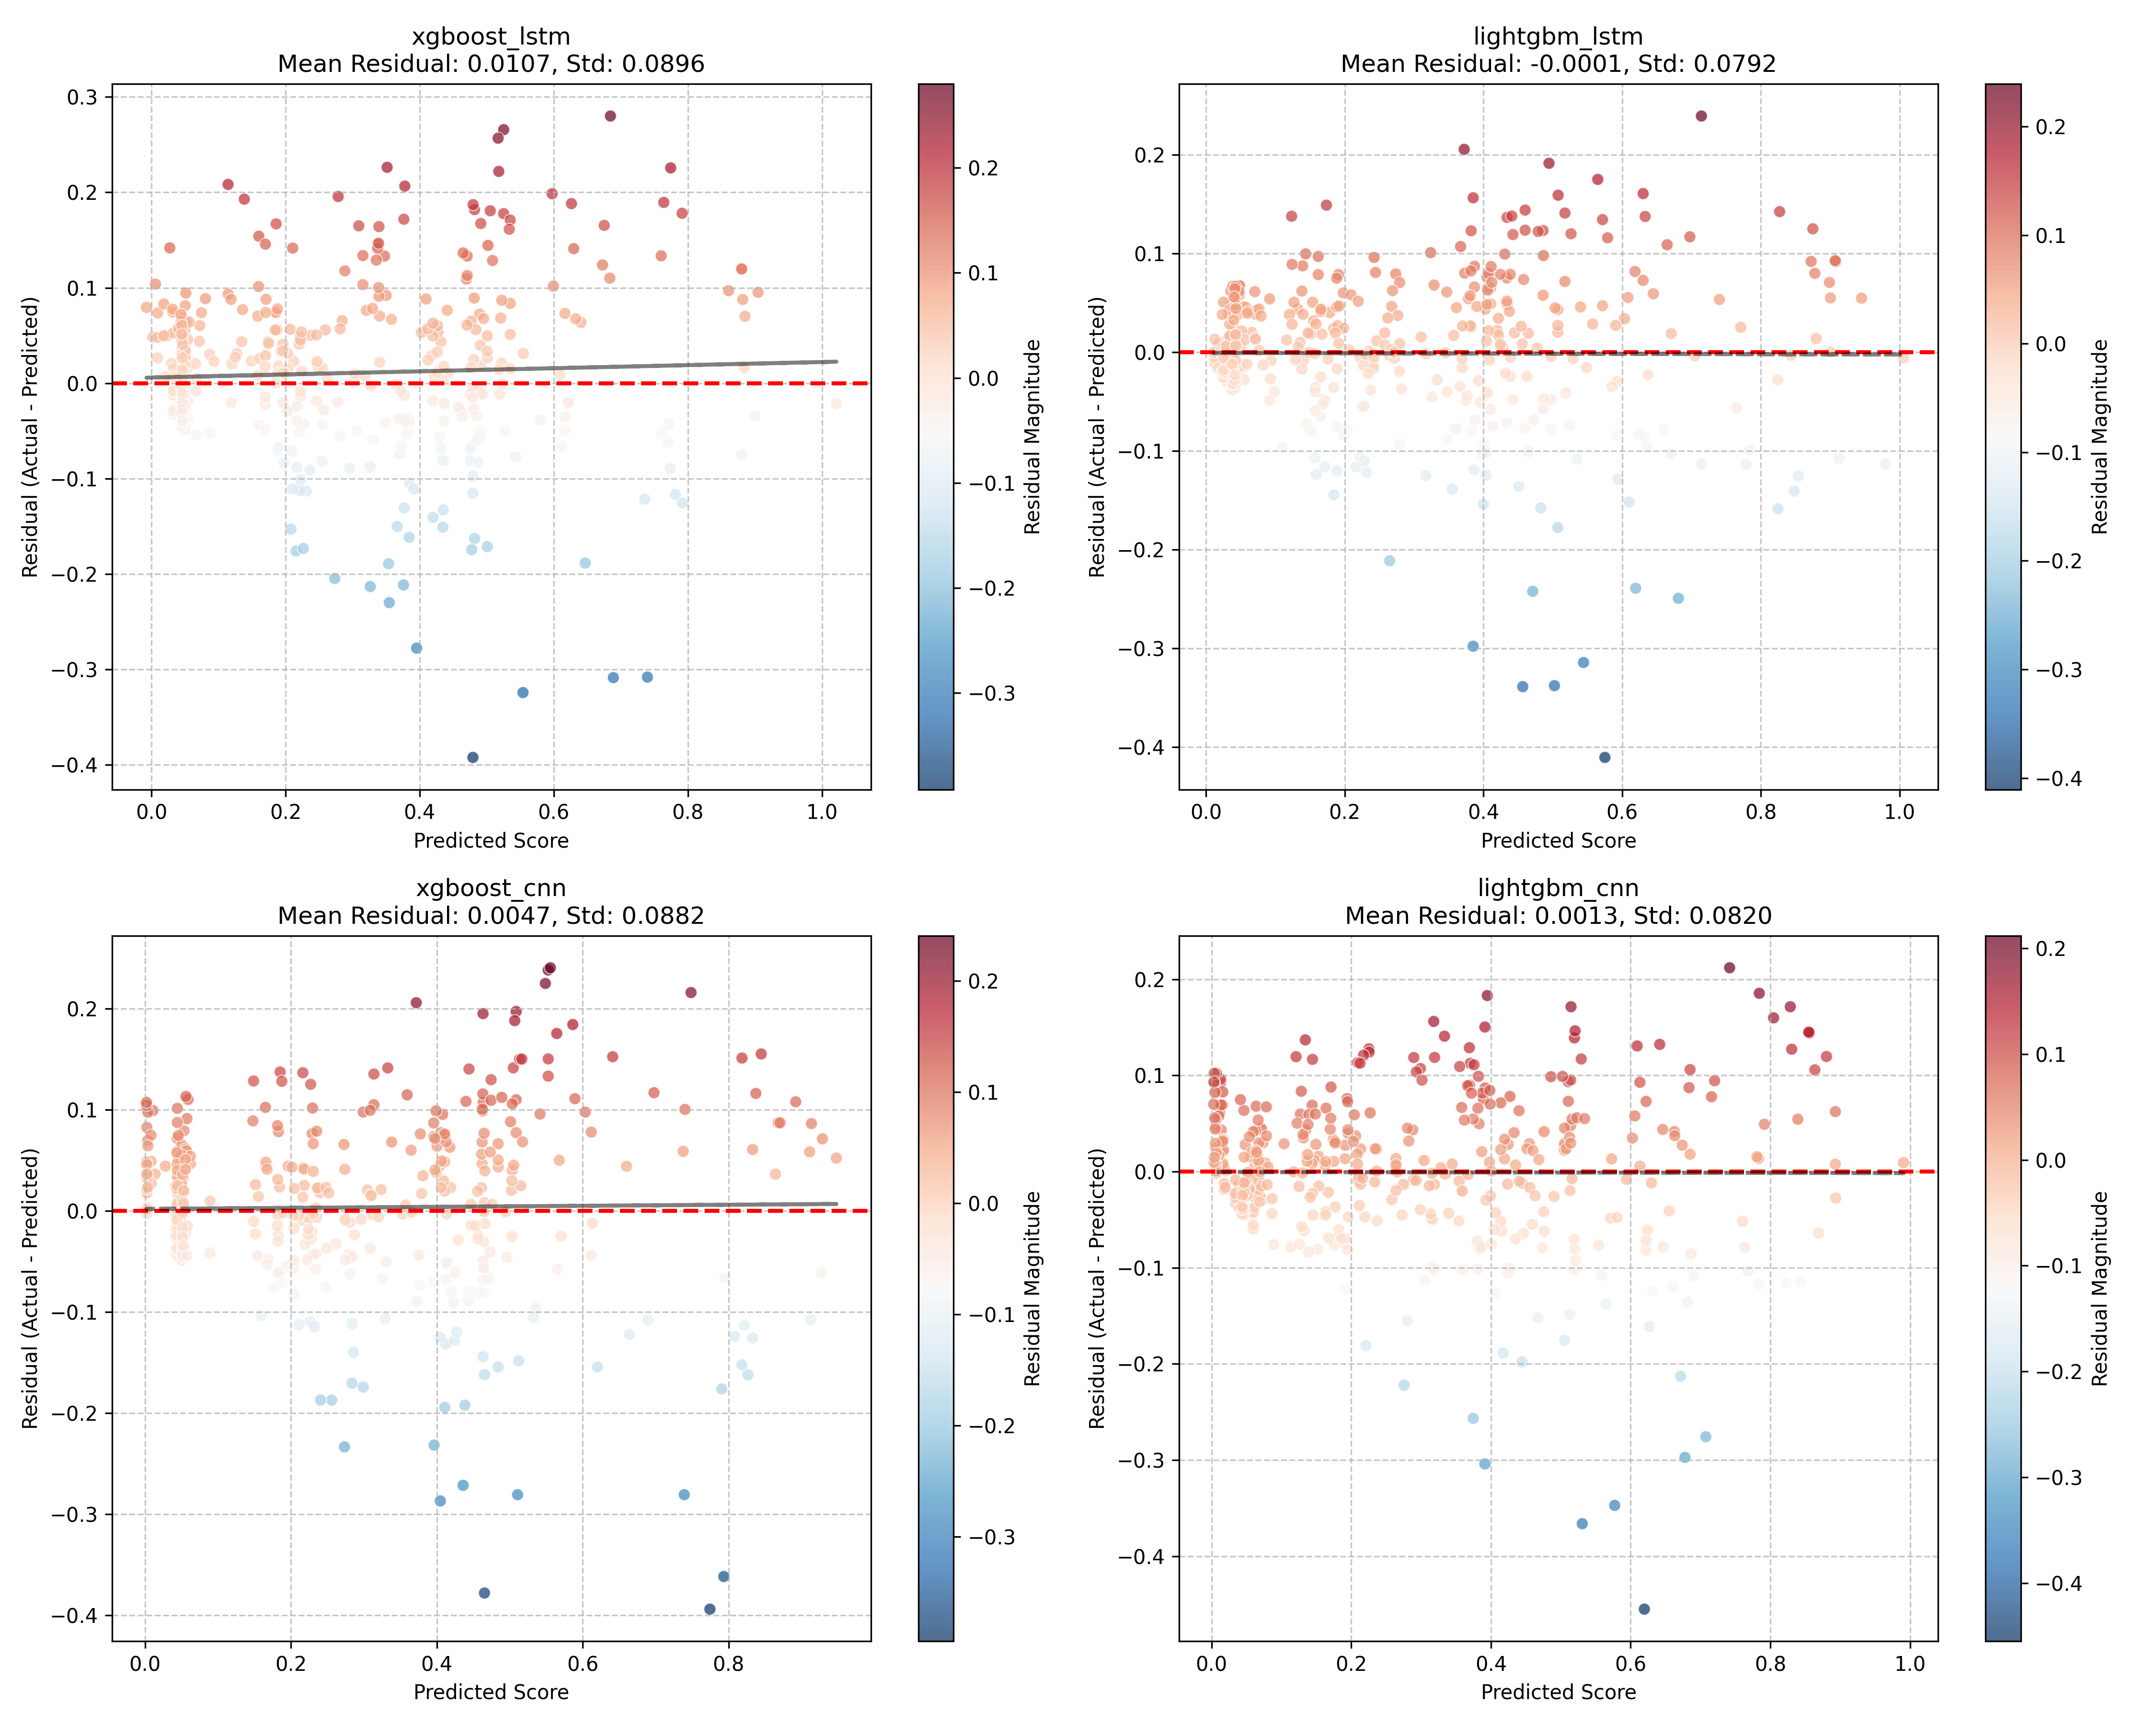 xgboost_lstm
Mean Residual: 0.0107, Std: 0.0896
0.3
0.2
0.1
0.0
−0.1
−0.2
−0.3
−0.4
Residual (Actual - Predicted)
0.0 0.2 0.4 0.6 0.8 1.0
Predicted Score
0.2
0.1
0.0
−0.1
−0.2
−0.3
Residual Magnitude
lightgbm_lstm
Mean Residual: -0.0001, Std: 0.0792
0.2
0.1
0.0
−0.1
−0.2
−0.3
−0.4
Residual (Actual - Predicted)
0.0 0.2 0.4 0.6 0.8 1.0
Predicted Score
0.2
0.1
0.0
−0.1
−0.2
−0.3
−0.4
Residual Magnitude
xgboost_cnn
Mean Residual: 0.0047, Std: 0.0882
0.2
0.1
0.0
−0.1
−0.2
−0.3
−0.4
Residual (Actual - Predicted)
0.0 0.2 0.4 0.6 0.8
Predicted Score
0.2
0.1
0.0
−0.1
−0.2
−0.3
Residual Magnitude
lightgbm_cnn
Mean Residual: 0.0013, Std: 0.0820
0.2
0.1
0.0
−0.1
−0.2
−0.3
−0.4
Residual (Actual - Predicted)
0.0 0.2 0.4 0.6 0.8 1.0
Predicted Score
0.2
0.1
0.0
−0.1
−0.2
−0.3
−0.4
Residual Magnitude